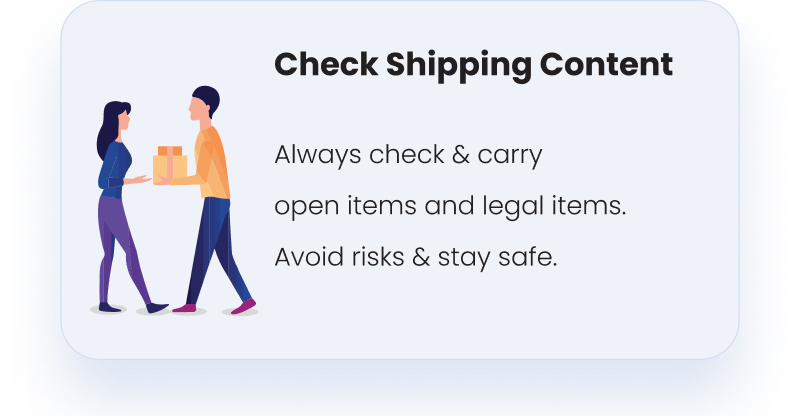 Check Shipping Content
Always check & carry
open items and legal items.
Avoid risks & stay safe.